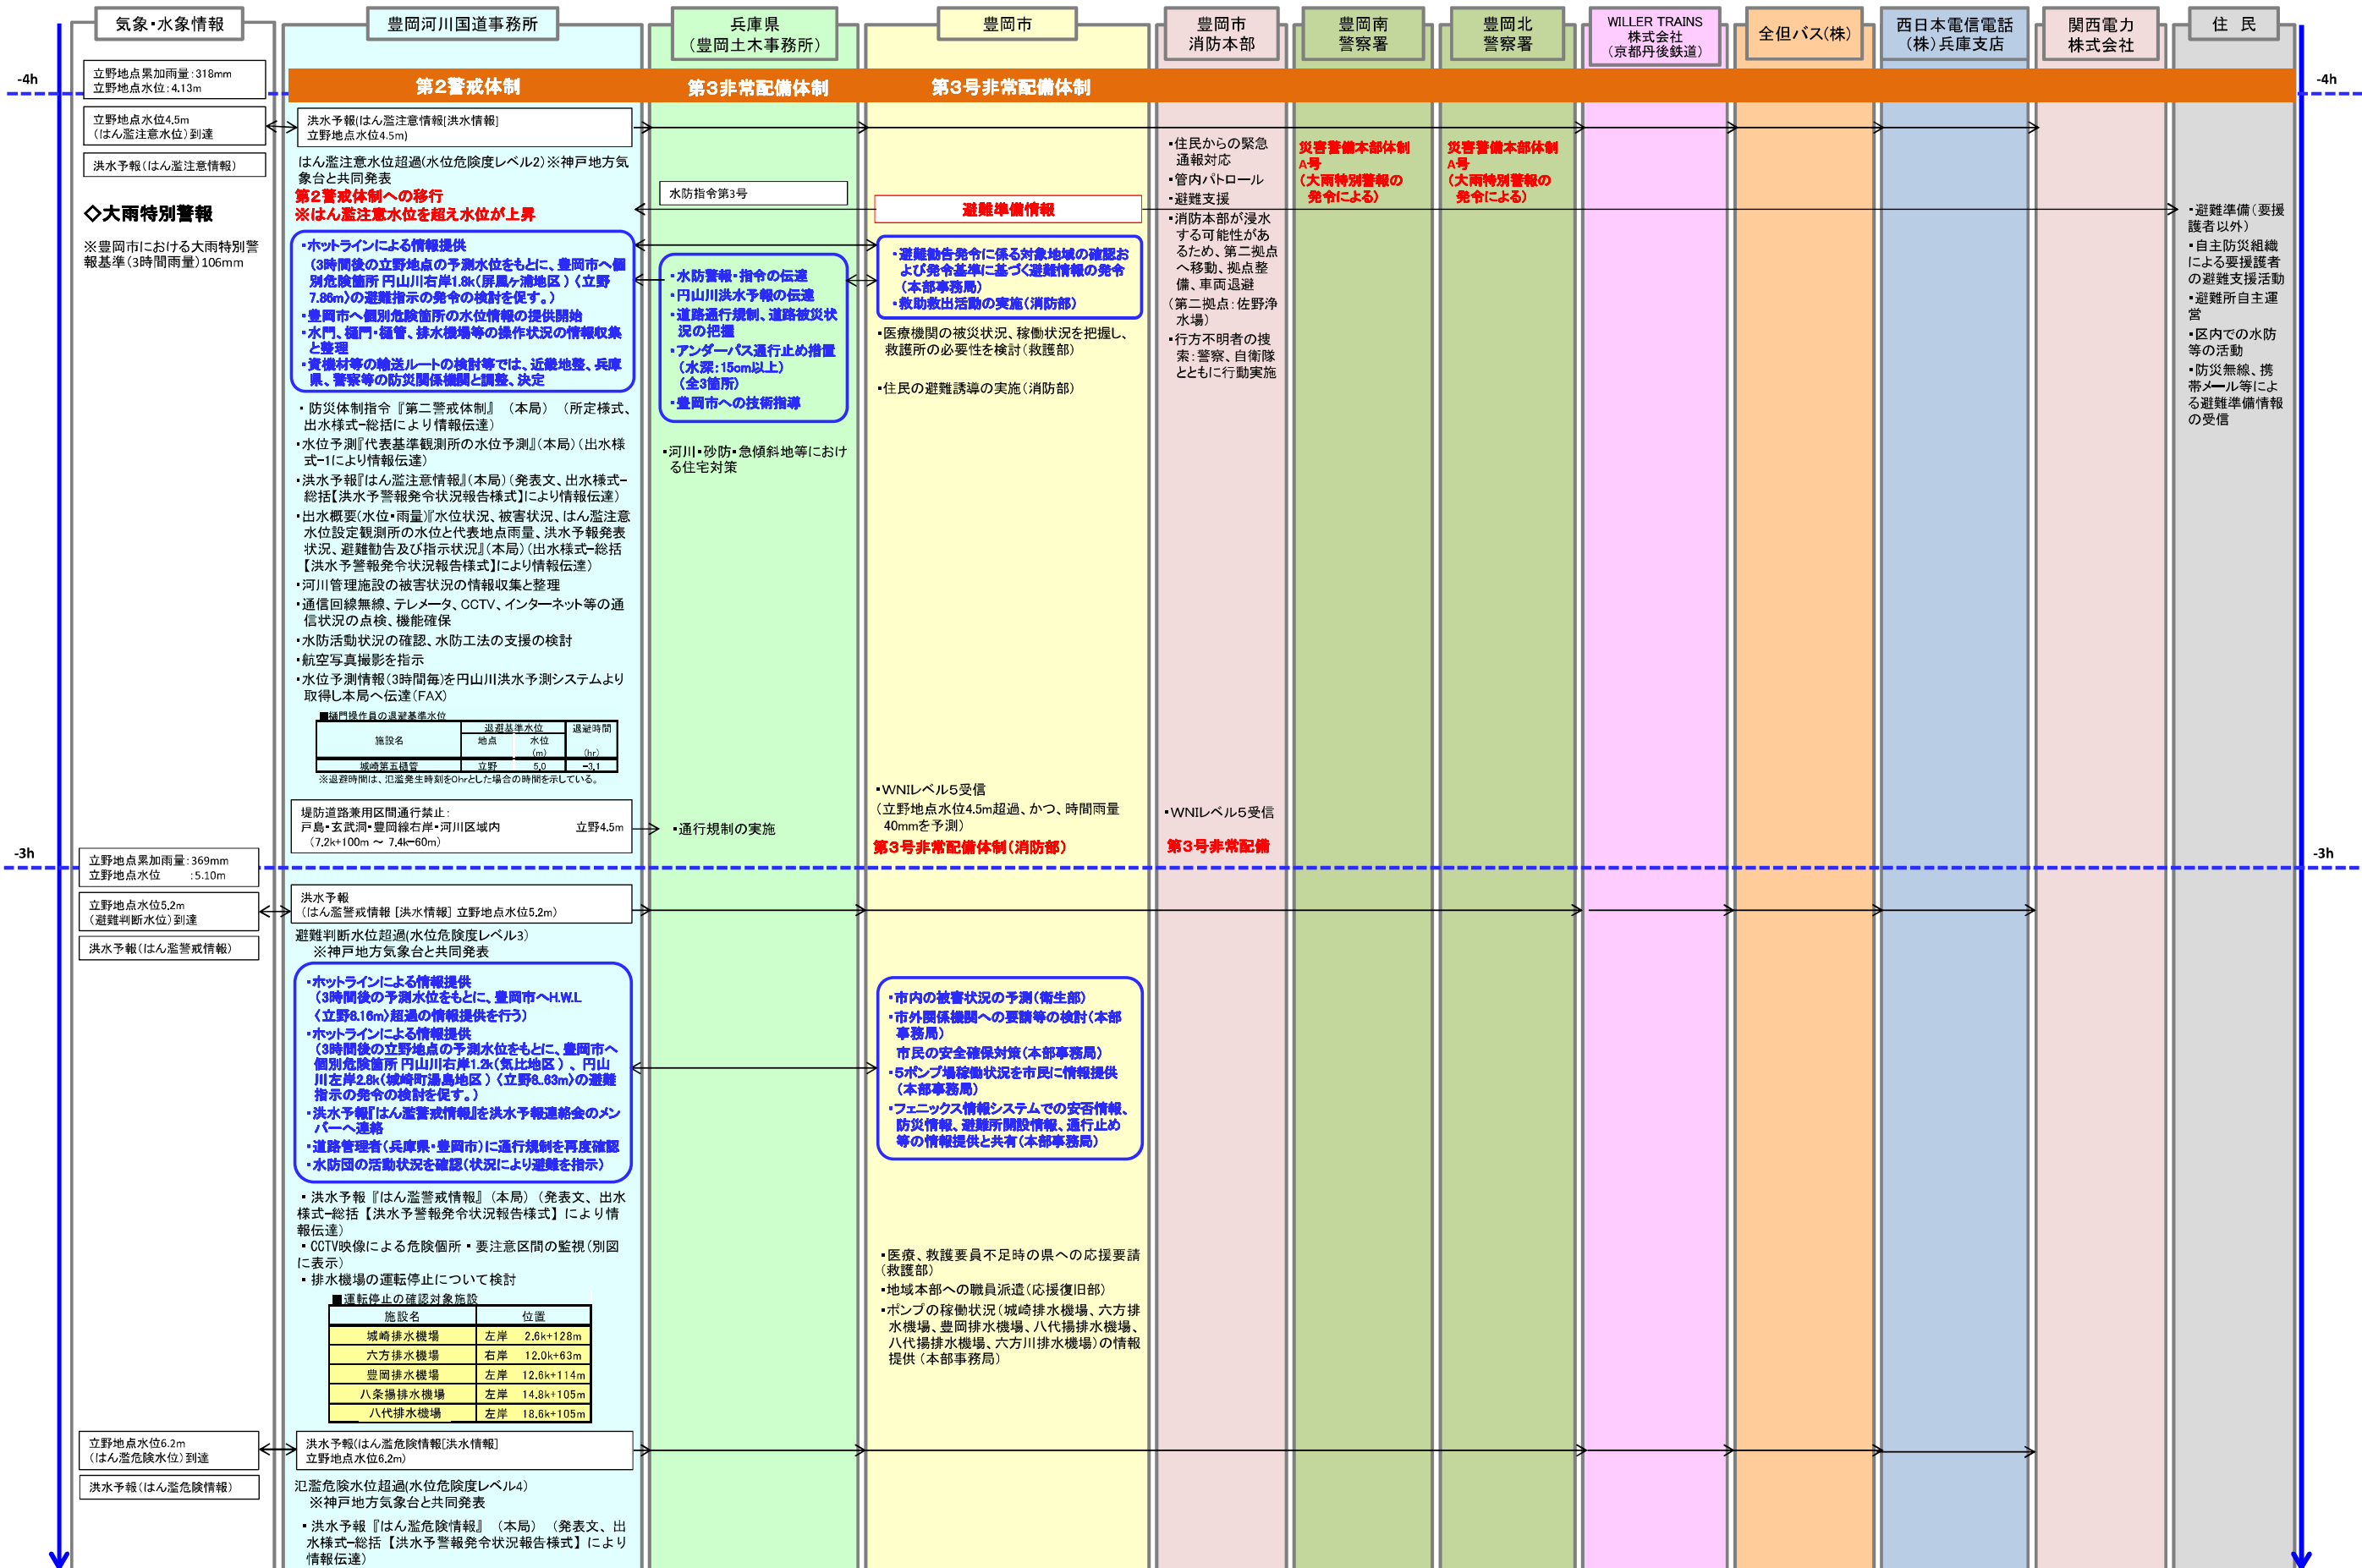 気象・水象情報
豊岡河川国道事務所
兵庫県
（豊岡土木事務所）
豊岡市
豊岡市
消防本部
豊岡南
警察署
豊岡北
警察署
WILLER TRAINS
株式会社
（京都丹後鉄道）
全但バス(株)
西日本電信電話
(株)兵庫支店
関西電力
株式会社
住　民
-4h
-4h
第２警戒体制
第３非常配備体制
第３号非常配備体制
立野地点累加雨量：318mm
立野地点水位：4.13m
立野地点水位4.5m
（はん濫注意水位）到達
洪水予報（はん濫注意情報）
◇大雨特別警報
※豊岡市における大雨特別警
報基準（3時間雨量）106mm
洪水予報(はん濫注意情報[洪水情報]
立野地点水位4.5m)
はん濫注意水位超過(水位危険度レベル2)※神戸地方気
象台と共同発表
第２警戒体制への移行
※はん濫注意水位を超え水位が上昇
・ホットラインによる情報提供
（3時間後の立野地点の予測水位をもとに、豊岡市へ個
別危険箇所 円山川右岸1.8k（屏風ヶ浦地区）〈立野
7.86m〉の避難指示の発令の検討を促す。）
・豊岡市へ個別危険箇所の水位情報の提供開始
・水門、樋門・樋管、排水機場等の操作状況の情報収集
と整理
・資機材等の輸送ルートの検討等では、近畿地整、兵庫
県、警察等の防災関係機関と調整、決定
・防災体制指令『第二警戒体制』（本局）（所定様式、
出水様式−総括により情報伝達）
・水位予測『代表基準観測所の水位予測』（本局）（出水様
式−1により情報伝達）
・洪水予報『はん濫注意情報』（本局）（発表文、出水様式−
総括【洪水予警報発令状況報告様式】により情報伝達）
・出水概要（水位・雨量）『水位状況、被害状況、はん濫注意
水位設定観測所の水位と代表地点雨量、洪水予報発表
状況、避難勧告及び指示状況』（本局）（出水様式−総括
【洪水予警報発令状況報告様式】により情報伝達）
・河川管理施設の被害状況の情報収集と整理
・通信回線無線、テレメータ、CCTV、インターネット等の通
信状況の点検、機能確保
・水防活動状況の確認、水防工法の支援の検討
・航空写真撮影を指示
・水位予測情報（3時間毎）を円山川洪水予測システムより
取得し本局へ伝達（FAX）
■樋門操作員の退避基準水位
施設名　退避基準水位　退避時間
地点　水位
(m)　(hr)
城崎第五樋管　立野　5.0　−3.1
※退避時間は、氾濫発生時刻を0hrとした場合の時間を示している。
堤防道路兼用区間通行禁止：
戸島・玄武洞・豊岡線右岸・河川区域内　立野4.5m
（7.2k+100m ～ 7.4k−60m）
水防指令第3号
・水防警報・指令の伝達
・円山川洪水予報の伝達
・道路通行規制、道路被災状
況の把握
・アンダーパス通行止め措置
（水深：15cm以上）
（全3箇所）
・豊岡市への技術指導
・河川・砂防・急傾斜地等におけ
る住宅対策
・通行規制の実施
避難準備情報
・避難勧告発令に係る対象地域の確認お
よび発令基準に基づく避難情報の発令
（本部事務局）
・救助救出活動の実施（消防部）
・医療機関の被災状況、稼働状況を把握し、
救護所の必要性を検討（救護部）
・住民の避難誘導の実施（消防部）
・WNIレベル５受信
（立野地点水位4.5m超過、かつ、時間雨量
40mmを予測）
第３号非常配備体制（消防部）
・住民からの緊急
通報対応
・管内パトロール
・避難支援
・消防本部が浸水
する可能性があ
るため、第二拠点
へ移動、拠点整
備、車両退避
（第二拠点：佐野浄
水場）
・行方不明者の捜
索：警察、自衛隊
とともに行動実施
・WNIレベル５受信
第３号非常配備
災害警備本部体制
A号
（大雨特別警報の
発令による）
災害警備本部体制
A号
（大雨特別警報の
発令による）
・避難準備（要援
護者以外）
・自主防災組織
による要援護者
の避難支援活動
・避難所自主運
営
・区内での水防
等の活動
・防災無線、携
帯メール等によ
る避難準備情報
の受信
-3h
-3h
立野地点累加雨量：369mm
立野地点水位　　：5.10m
立野地点水位5.2m
（避難判断水位）到達
洪水予報（はん濫警戒情報）
洪水予報
（はん濫警戒情報 [洪水情報] 立野地点水位5.2m）
避難判断水位超過(水位危険度レベル3)
※神戸地方気象台と共同発表
・ホットラインによる情報提供
（3時間後の予測水位をもとに、豊岡市へH.W.L
〈立野8.16m〉超過の情報提供を行う）
・ホットラインによる情報提供
（3時間後の立野地点の予測水位をもとに、豊岡市へ
個別危険箇所 円山川右岸1.2k（気比地区）、円山
川左岸2.8k（城崎町湯島地区）〈立野8..63m〉の避難
指示の発令の検討を促す。）
・洪水予報『はん濫警戒情報』を洪水予報連絡会のメン
バーへ連絡
・道路管理者（兵庫県・豊岡市）に通行規制を再度確認
・水防団の活動状況を確認（状況により避難を指示）
・洪水予報『はん濫警戒情報』（本局）（発表文、出水
様式−総括【洪水予警報発令状況報告様式】により情
報伝達）
・CCTV映像による危険個所・要注意区間の監視（別図
に表示）
・排水機場の運転停止について検討
■運転停止の確認対象施設
施設名　位置
城崎排水機場　左岸　2.6k+128m
六方排水機場　右岸　12.0k+63m
豊岡排水機場　左岸　12.6k+114m
八条揚排水機場　左岸　14.8k+105m
八代排水機場　左岸　18.6k+105m
・市内の被害状況の予測（衛生部）
・市外関係機関への要請等の検討（本部
事務局）
市民の安全確保対策（本部事務局）
・5ポンプ場稼働状況を市民に情報提供
（本部事務局）
・フェニックス情報システムでの安否情報、
防災情報、避難所開設情報、通行止め
等の情報提供と共有（本部事務局）
・医療、救護要員不足時の県への応援要請
（救護部）
・地域本部への職員派遣（応援復旧部）
・ポンプの稼働状況（城崎排水機場、六方排
水機場、豊岡排水機場、八代揚排水機場、
八代揚排水機場、六方川排水機場）の情報
提供（本部事務局）
立野地点水位6.2m
（はん濫危険水位）到達
洪水予報（はん濫危険情報）
洪水予報(はん濫危険情報[洪水情報]
立野地点水位6.2m)
氾濫危険水位超過(水位危険度レベル4)
※神戸地方気象台と共同発表
・洪水予報『はん濫危険情報』（本局）（発表文、出
水様式−総括【洪水予警報発令状況報告様式】により
情報伝達）